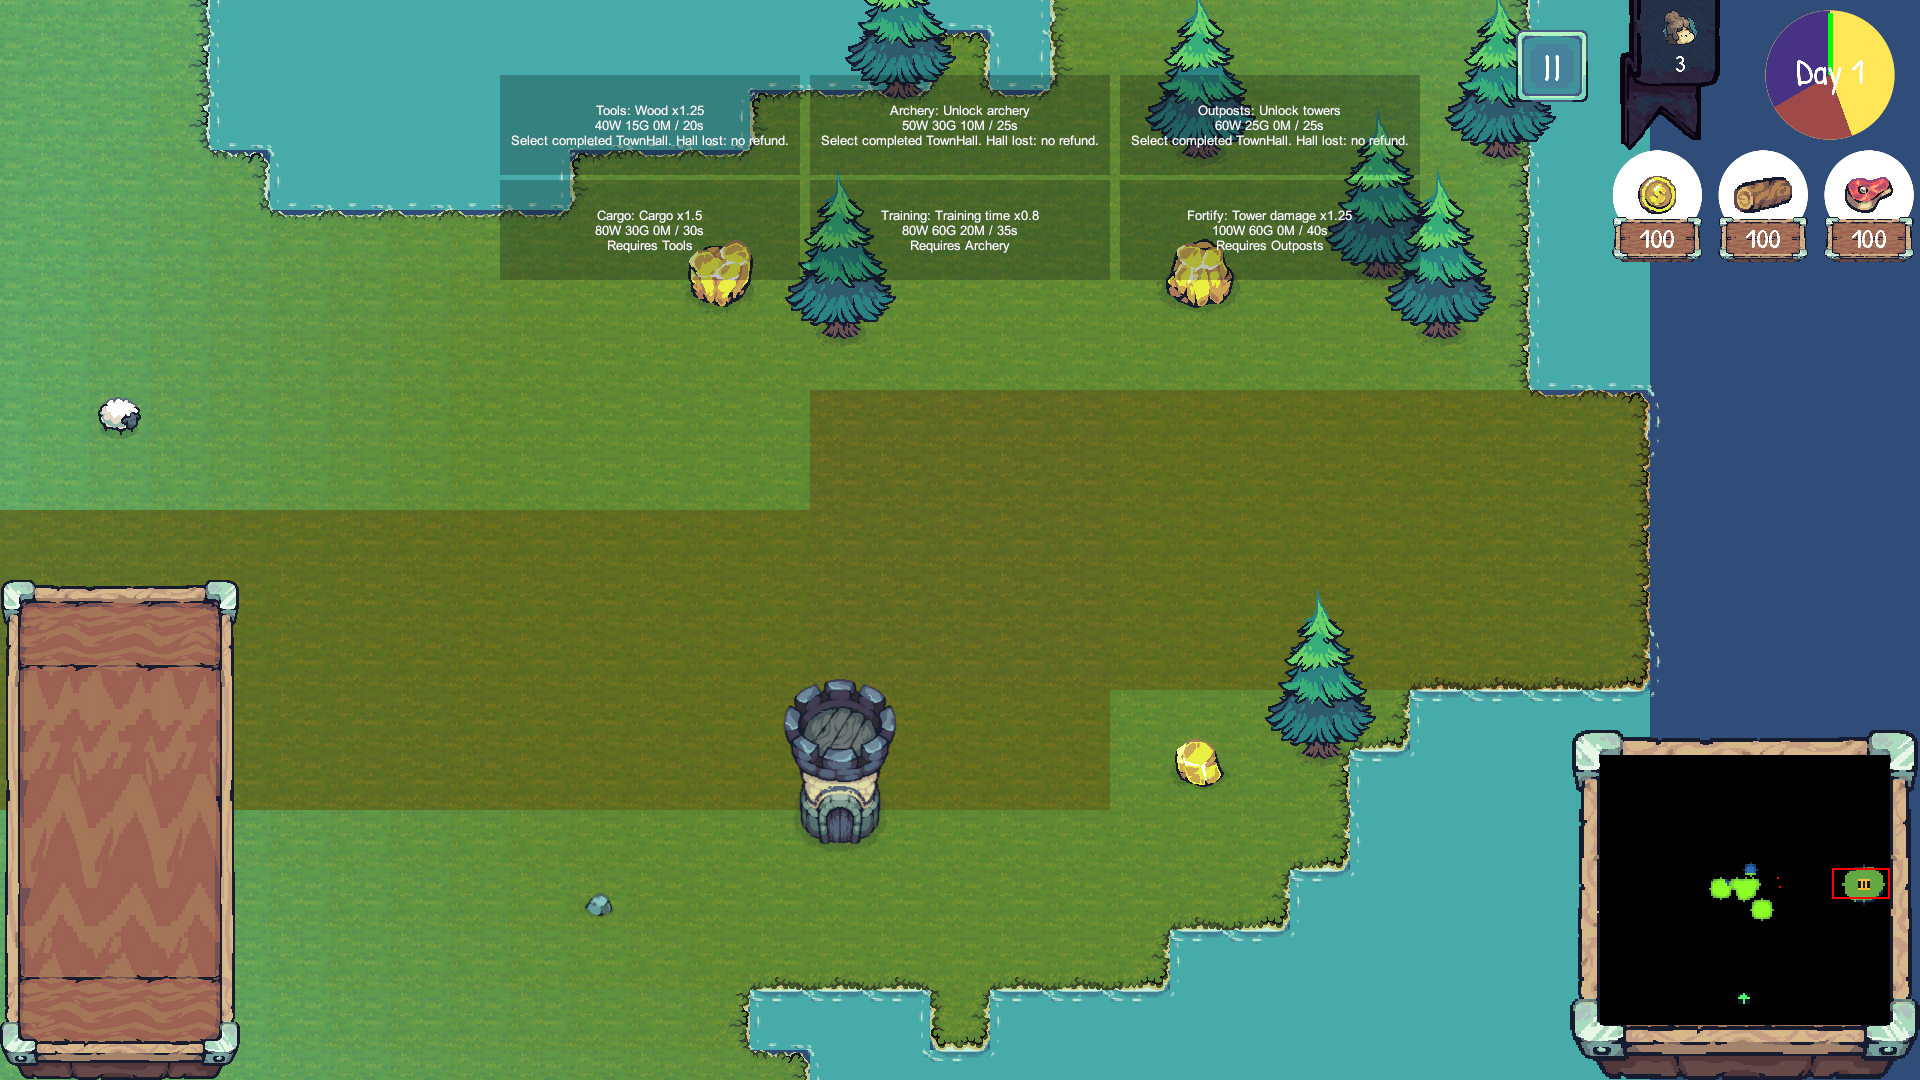 Day 1
3
100
100
100
Tools: Wood x1.25
40W 15G 0M / 20s
Select completed TownHall. Hall lost: no refund.
Archery: Unlock archery
50W 30G 10M / 25s
Select completed TownHall. Hall lost: no refund.
Outposts: Unlock towers
60W 25G 0M / 25s
Select completed TownHall. Hall lost: no refund.
Cargo: Cargo x1.5
80W 30G 0M / 30s
Requires Tools
Training: Training time x0.8
80W 60G 20M / 35s
Requires Archery
Fortify: Tower damage x1.25
100W 60G 0M / 40s
Requires Outposts
3